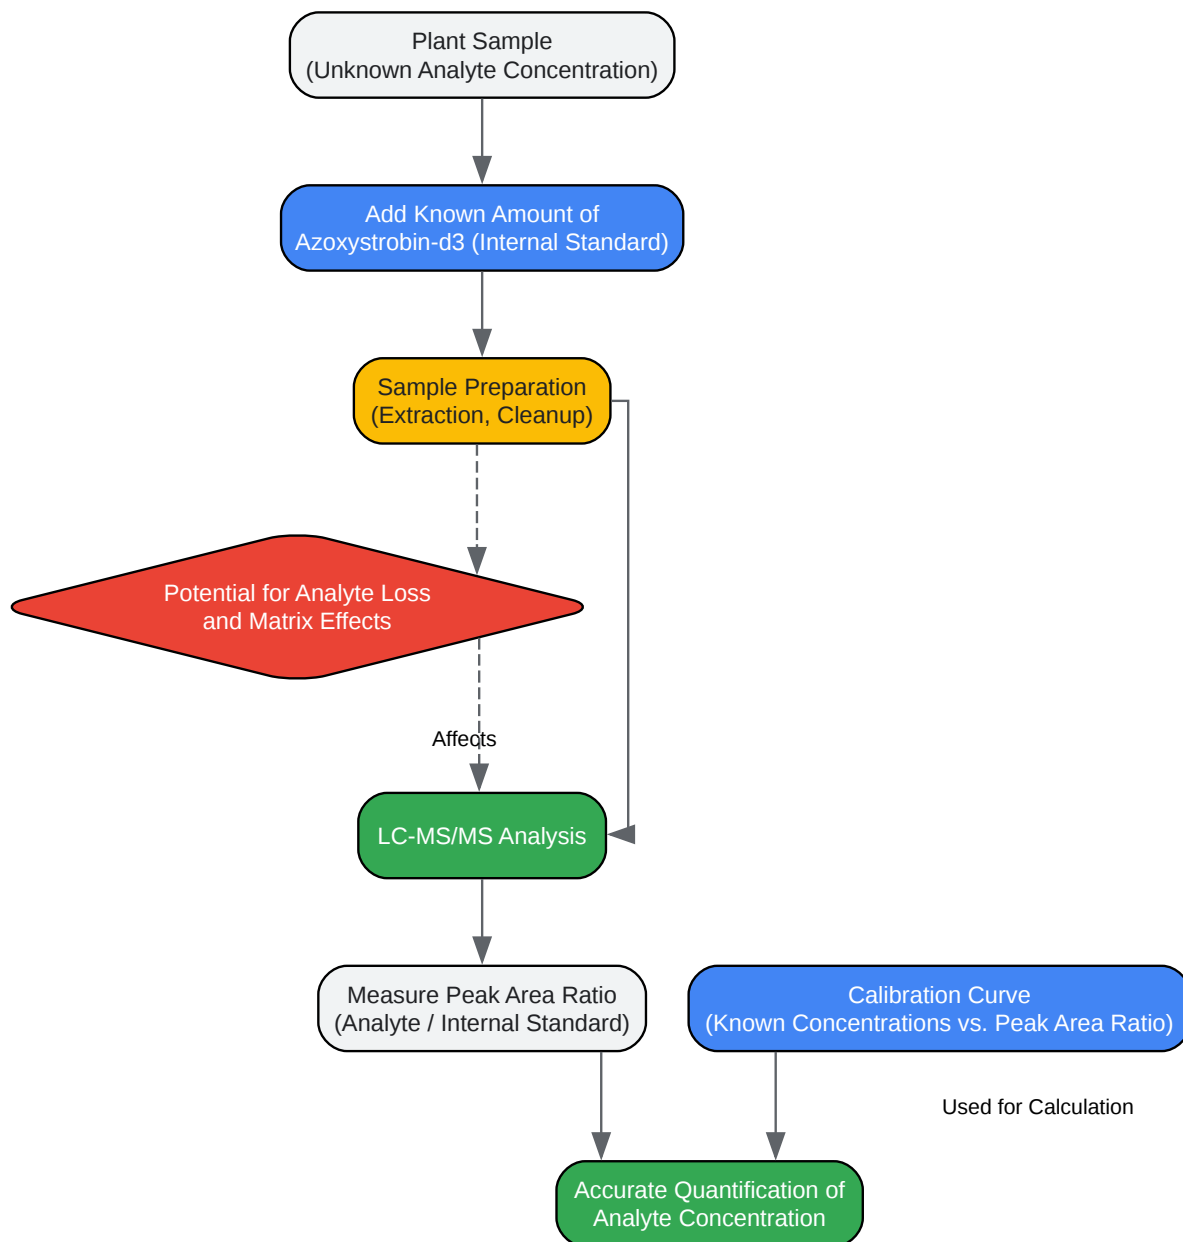 Plant Sample
(Unknown Analyte Concentration)
Add Known Amount of
Azoxystrobin-d3 (Internal Standard)
Sample Preparation
(Extraction, Cleanup)
Potential for Analyte Loss
and Matrix Effects
Affects
LC-MS/MS Analysis
Measure Peak Area Ratio
(Analyte / Internal Standard)
Calibration Curve
(Known Concentrations vs. Peak Area Ratio)
Used for Calculation
Accurate Quantification of
Analyte Concentration